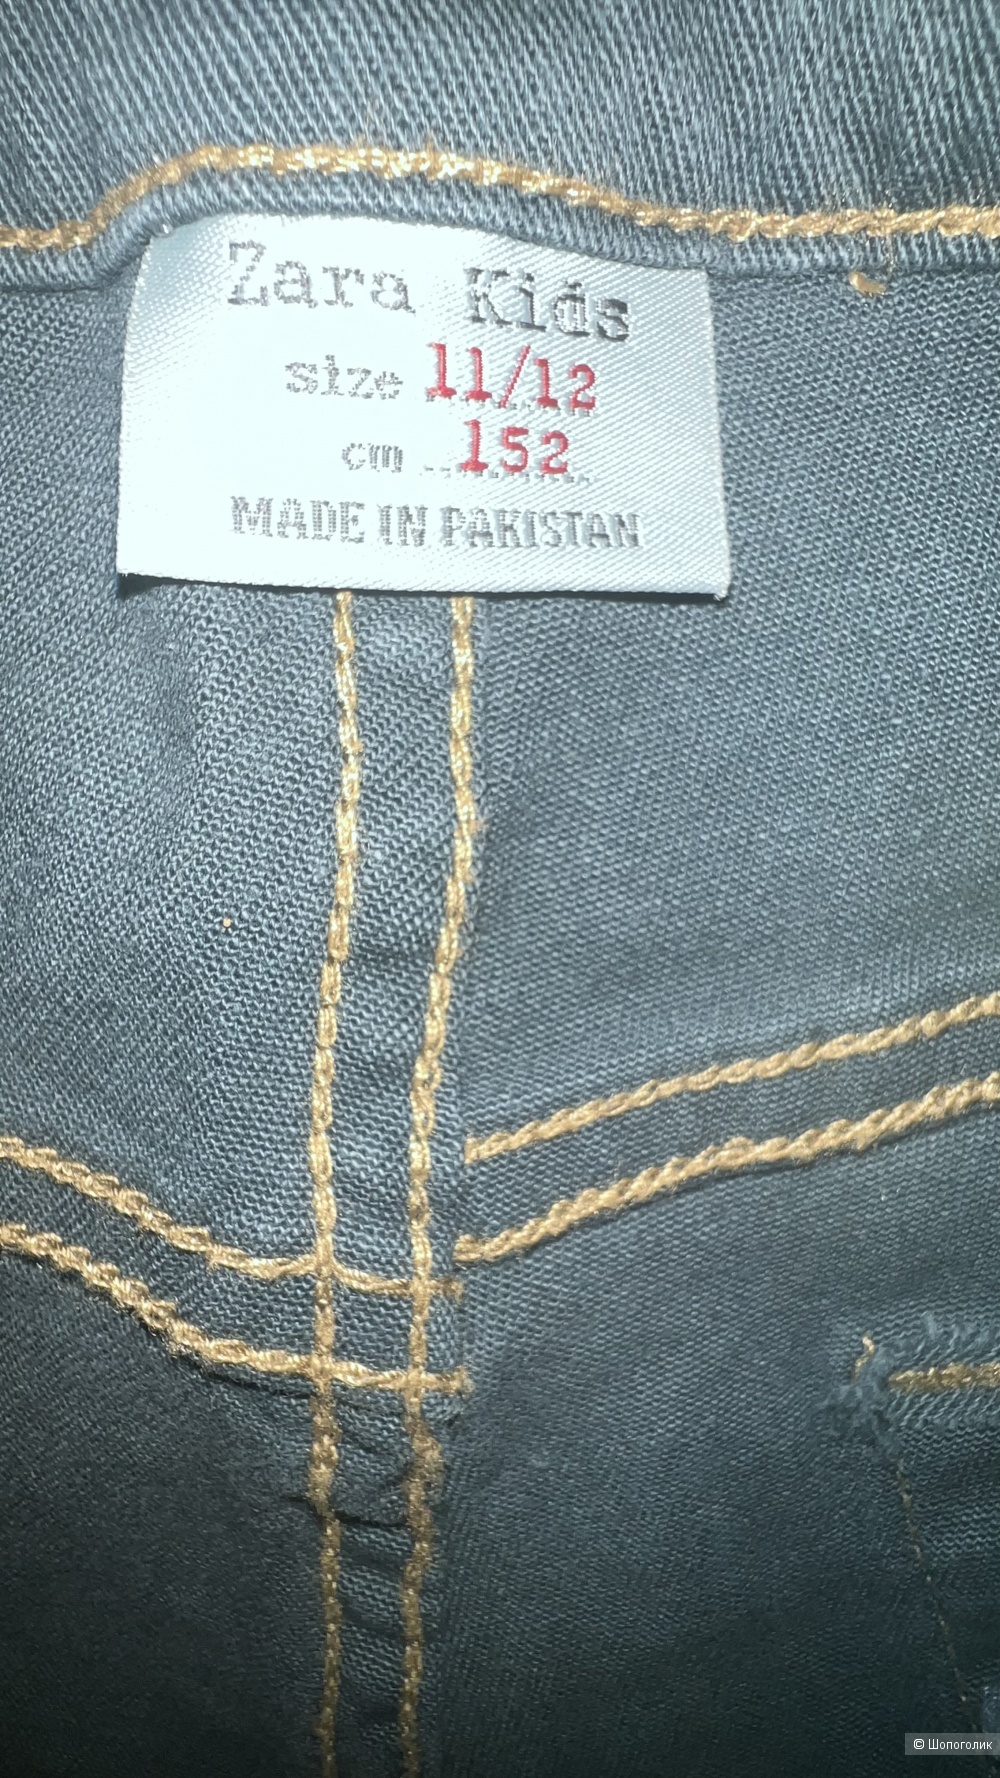 Zara Kids
size 11/12
cm 152
MADE IN PAKISTAN
© Шопоголик